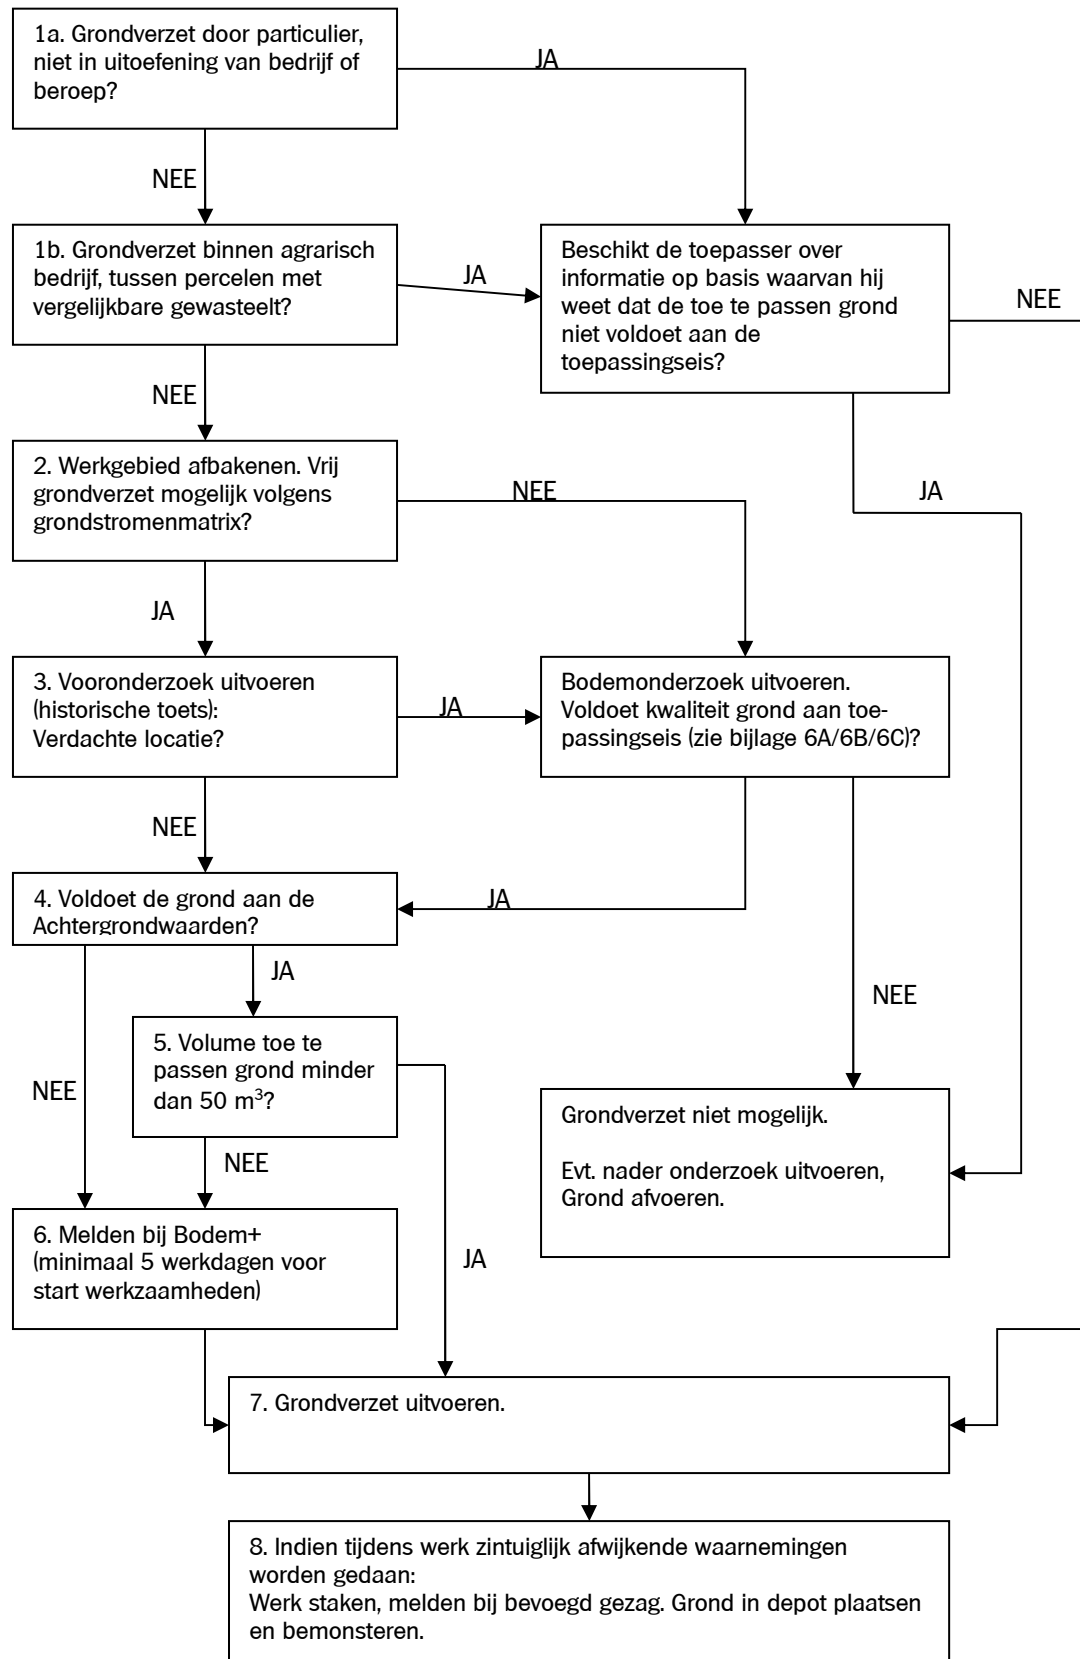 1a. Grondverzet door particulier,
niet in uitoefening van bedrijf of
beroep?
JA
NEE
1b. Grondverzet binnen agrarisch
bedrijf, tussen percelen met
vergelijkbare gewasteelt?
JA
Beschikt de toepasser over
informatie op basis waarvan hij
weet dat de toe te passen grond
niet voldoet aan de
toepassingseis?
NEE
NEE
JA
2. Werkgebied afbakenen. Vrij
grondverzet mogelijk volgens
grondstromenmatrix?
NEE
JA
3. Vooronderzoek uitvoeren
(historische toets):
Verdachte locatie?
JA
Bodemonderzoek uitvoeren.
Voldoet kwaliteit grond aan toe-
passingseis (zie bijlage 6A/6B/6C)?
NEE
JA
4. Voldoet de grond aan de
Achtergrondwaarden?
JA
NEE
5. Volume toe te
passen grond minder
dan 50 m³?
NEE
NEE
JA
Grondverzet niet mogelijk.
Evt. nader onderzoek uitvoeren,
Grond afvoeren.
6. Melden bij Bodem+
(minimaal 5 werkdagen voor
start werkzaamheden)
7. Grondverzet uitvoeren.
8. Indien tijdens werk zintuiglijk afwijkende waarnemingen
worden gedaan:
Werk staken, melden bij bevoegd gezag. Grond in depot plaatsen
en bemonsteren.